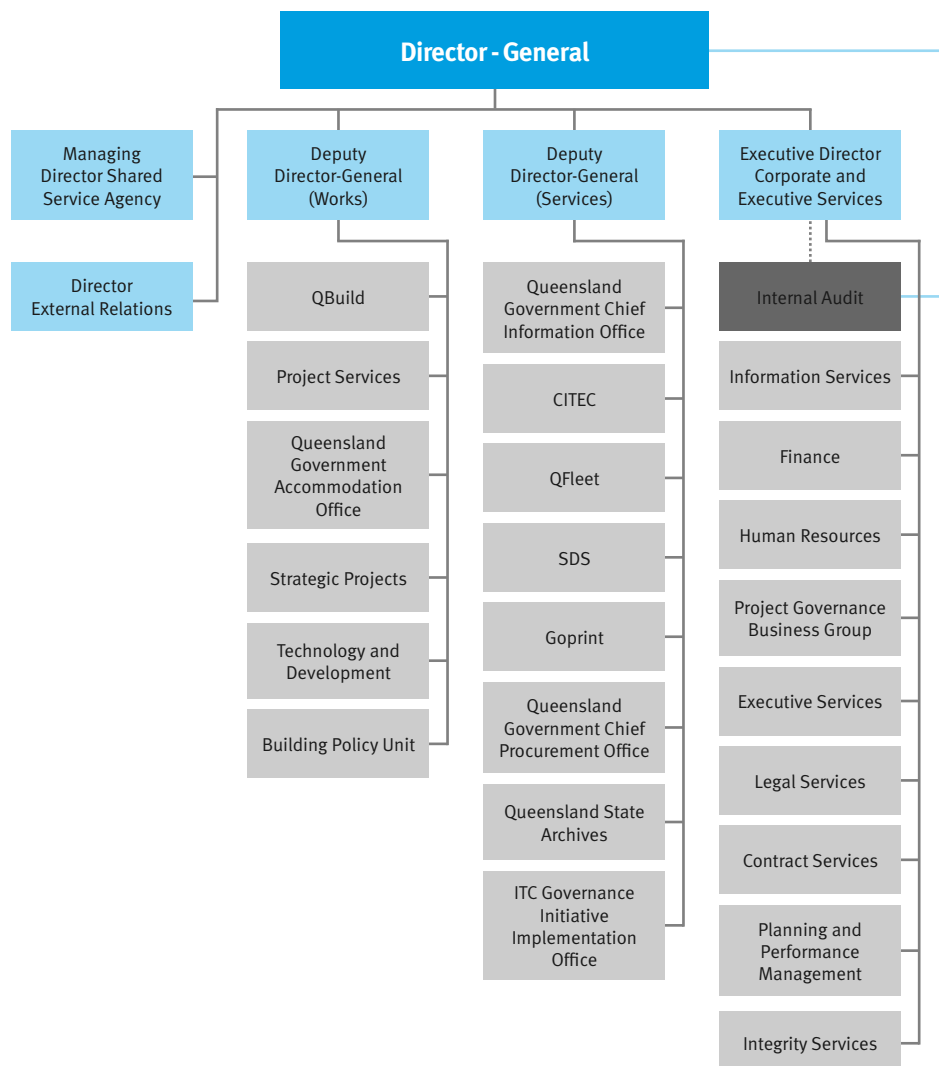 Director - General
Managing
Director Shared
Service Agency
Director
External Relations
Deputy
Director-General
(Works)
QBuild
Project Services
Queensland
Government
Accommodation
Office
Strategic Projects
Technology and
Development
Building Policy Unit
Deputy
Director-General
(Services)
Queensland
Government Chief
Information Office
CITEC
QFleet
SDS
Goprint
Queensland
Government Chief
Procurement Office
Queensland State
Archives
ITC Governance
Initiative
Implementation
Office
Executive Director
Corporate and
Executive Services
Internal Audit
Information Services
Finance
Human Resources
Project Governance
Business Group
Executive Services
Legal Services
Contract Services
Planning and
Performance
Management
Integrity Services